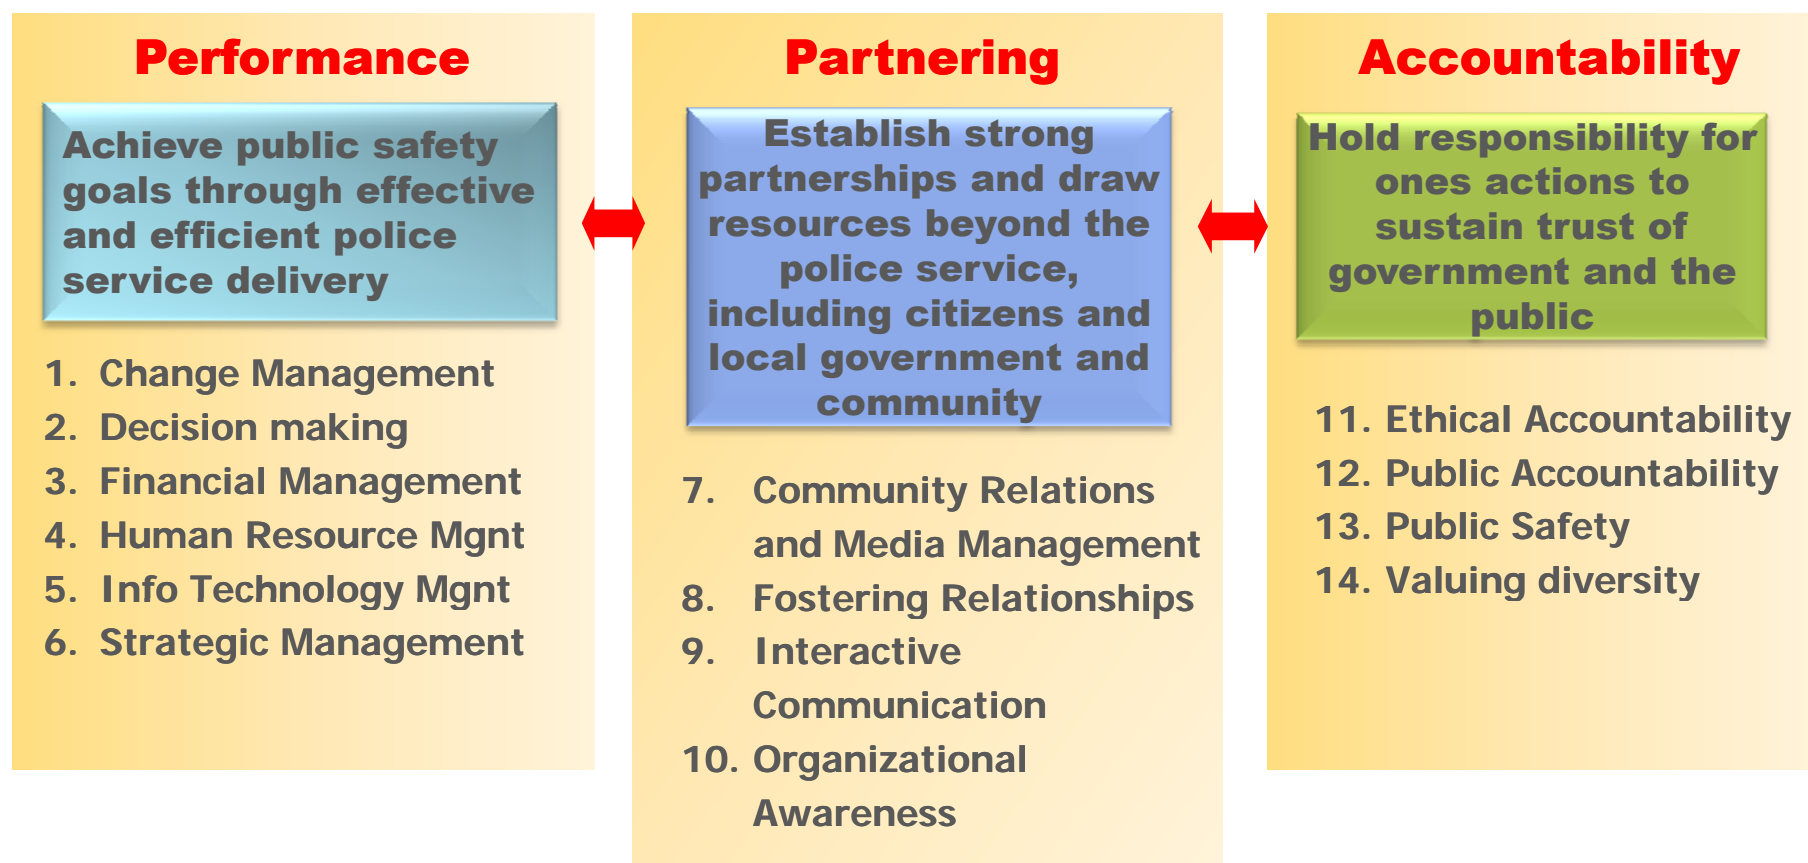 Performance
Achieve public safety
goals through effective
and efficient police
service delivery
1. Change Management
2. Decision making
3. Financial Management
4. Human Resource Mgnt
5. Info Technology Mgnt
6. Strategic Management
Partnering
Establish strong
partnerships and draw
resources beyond the
police service,
including citizens and
local government and
community
7. Community Relations
and Media Management
8. Fostering Relationships
9. Interactive
Communication
10. Organizational
Awareness
Accountability
Hold responsibility for
ones actions to
sustain trust of
government and the
public
11. Ethical Accountability
12. Public Accountability
13. Public Safety
14. Valuing diversity